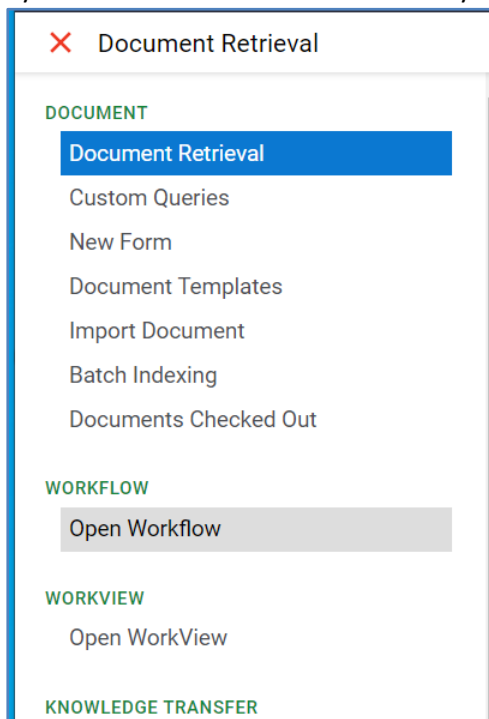 Document Retrieval
DOCUMENT
Document Retrieval
Custom Queries
New Form
Document Templates
Import Document
Batch Indexing
Documents Checked Out
WORKFLOW
Open Workflow
WORKVIEW
Open WorkView
KNOWLEDGE TRANSFER